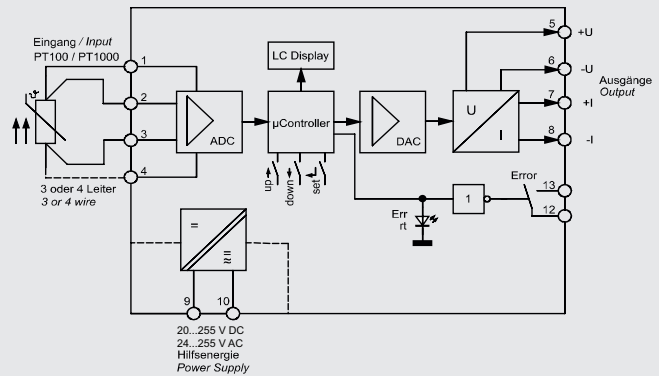 Eingang / Input
PT100 / PT1000
1
2
3
4
3 oder 4 Leiter
3 or 4 wire
ADC
LC Display
µController
up
down
set
DAC
U
I
5
+U
6
-U
Ausgänge
Output
7
+I
8
-I
Err
rt
1
Error
13
12
=
≈
=
9
10
20...255 V DC
24...255 V AC
Hilfsenergie
Power Supply